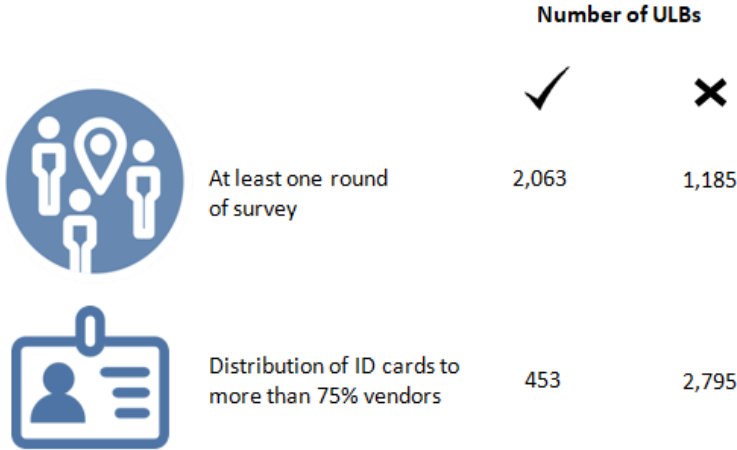 Number of ULBs
At least one round
of survey
2,063
1,185
Distribution of ID cards to
more than 75% vendors
453
2,795